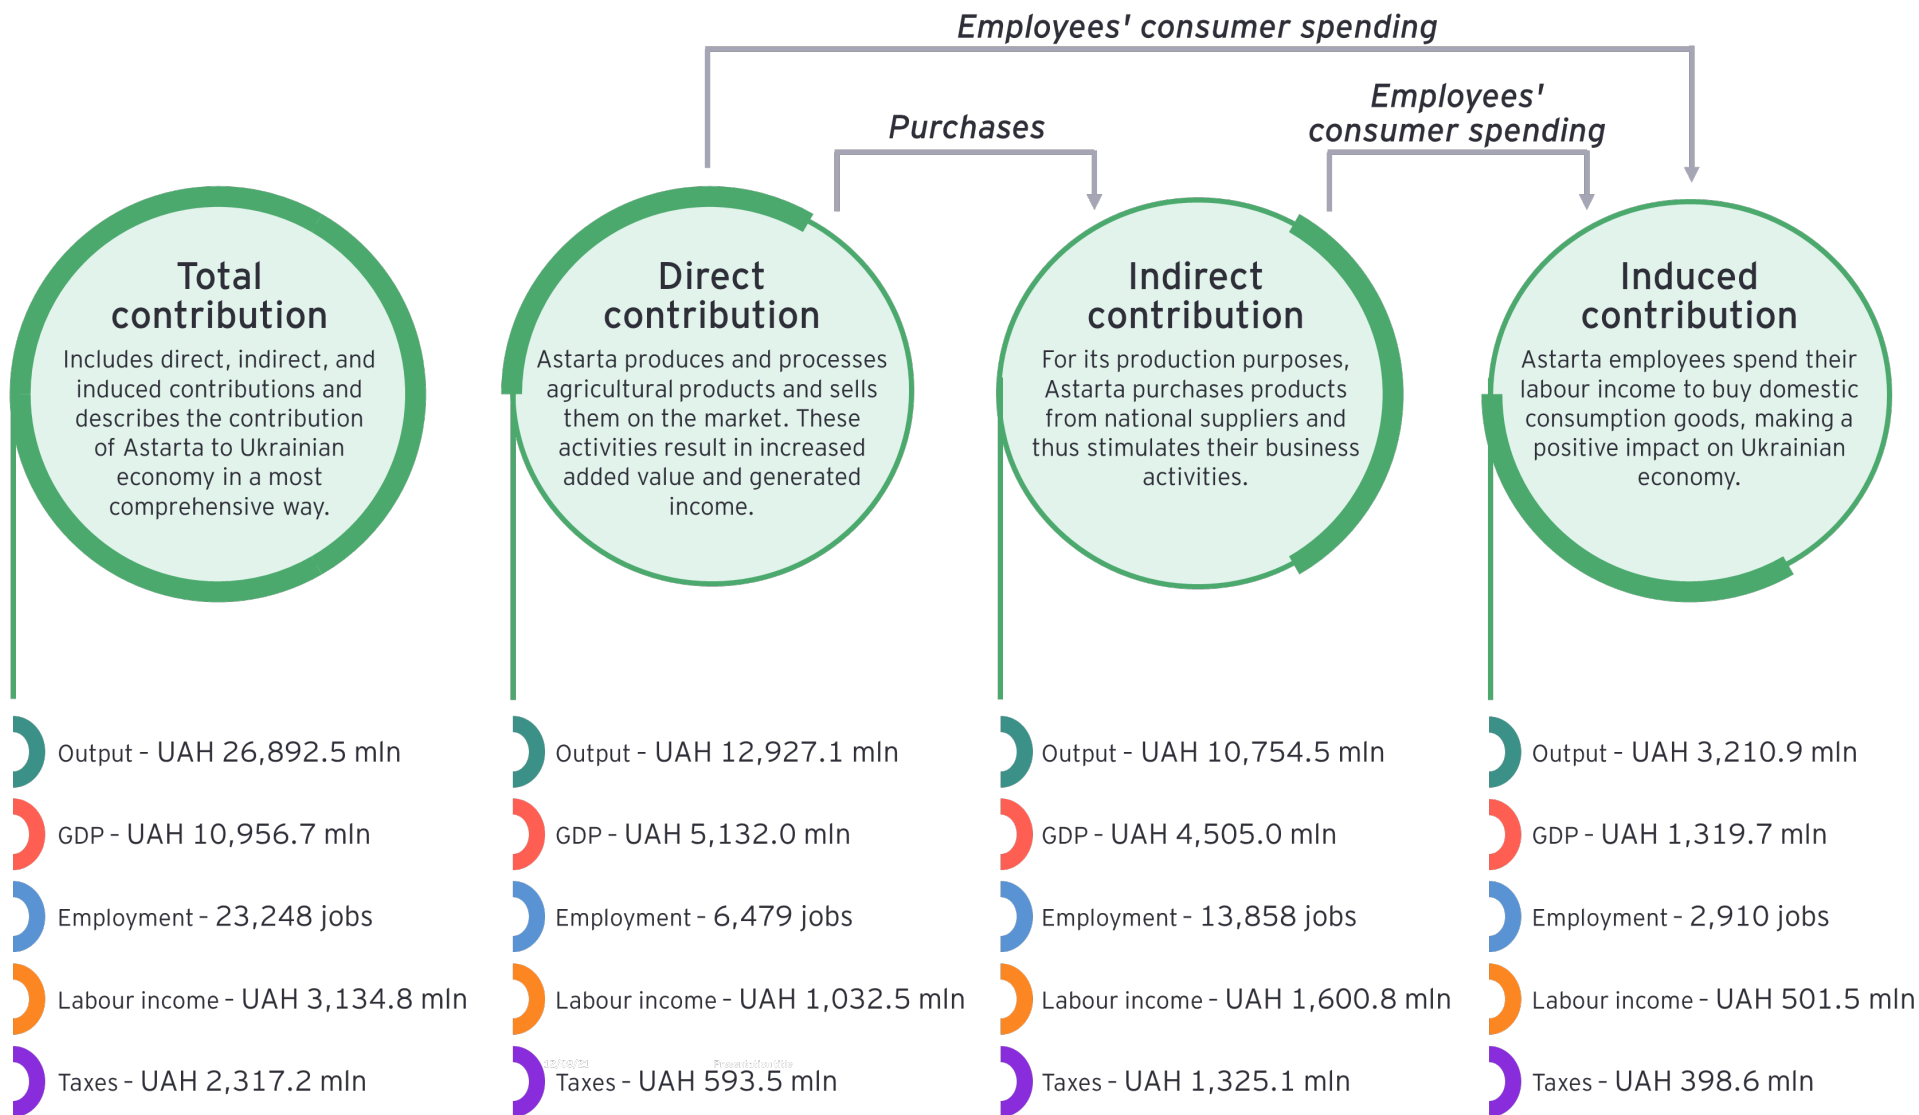 Employees' consumer spending
Purchases
Employees'
consumer spending
Total
contribution
Includes direct, indirect, and
induced contributions and
describes the contribution
of Astarta to Ukrainian
economy in a most
comprehensive way.
Output - UAH 26,892.5 mln
GDP - UAH 10,956.7 mln
Employment - 23,248 jobs
Labour income - UAH 3,134.8 mln
Taxes - UAH 2,317.2 mln
Direct
contribution
Astarta produces and processes
agricultural products and sells
them on the market. These
activities result in increased
added value and generated
income.
Output - UAH 12,927.1 mln
GDP - UAH 5,132.0 mln
Employment - 6,479 jobs
Labour income - UAH 1,032.5 mln
Taxes - UAH 593.5 mln
Indirect
contribution
For its production purposes,
Astarta purchases products
from national suppliers and
thus stimulates their business
activities.
Output - UAH 10,754.5 mln
GDP - UAH 4,505.0 mln
Employment - 13,858 jobs
Labour income - UAH 1,600.8 mln
Taxes - UAH 1,325.1 mln
Induced
contribution
Astarta employees spend their
labour income to buy domestic
consumption goods, making a
positive impact on Ukrainian
economy.
Output - UAH 3,210.9 mln
GDP - UAH 1,319.7 mln
Employment - 2,910 jobs
Labour income - UAH 501.5 mln
Taxes - UAH 398.6 mln